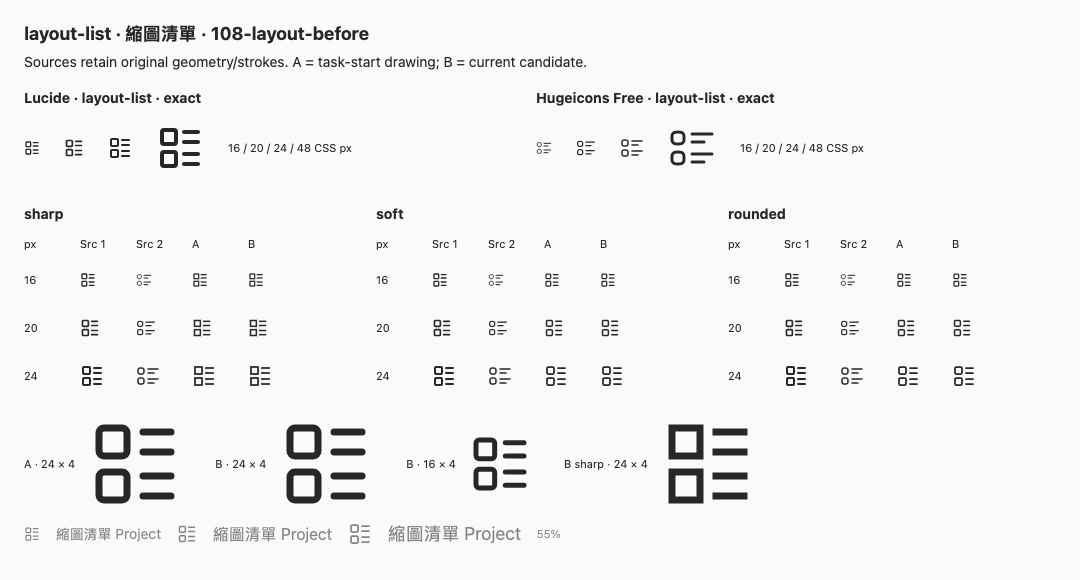 layout-list · 縮圖清單 · 108-layout-before
Sources retain original geometry/strokes. A = task-start drawing; B = current candidate.
Lucide · layout-list · exact
Hugeicons Free · layout-list · exact
16 / 20 / 24 / 48 CSS px
16 / 20 / 24 / 48 CSS px
sharp
soft
rounded
px Src 1 Src 2 A B
px Src 1 Src 2 A B
px Src 1 Src 2 A B
16
16
16
20
20
20
24
24
24
A · 24 × 4
B · 24 × 4
B · 16 × 4
B sharp · 24 × 4
縮圖清單 Project
縮圖清單 Project
縮圖清單 Project
55%